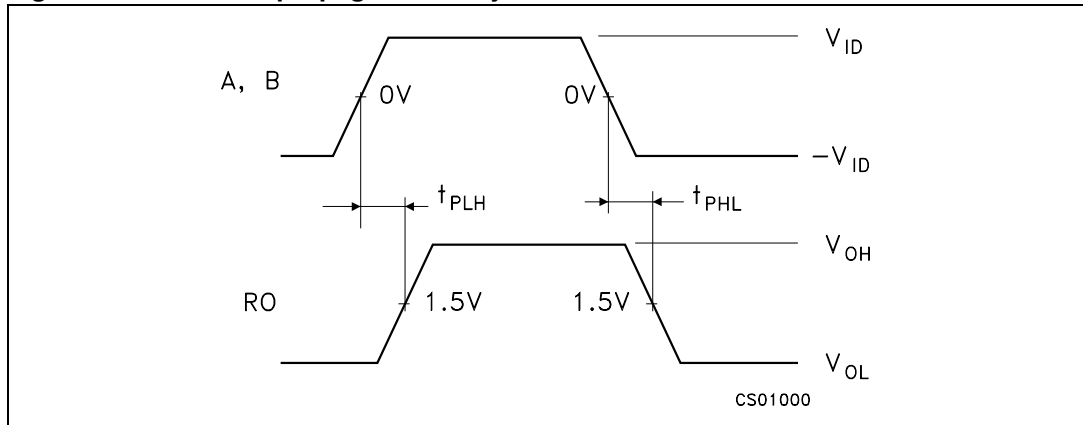 V_ID
A, B
0V 0V
-V_ID
t_PLH t_PHL
V_OH
RO 1.5V 1.5V
V_OL
CS01000